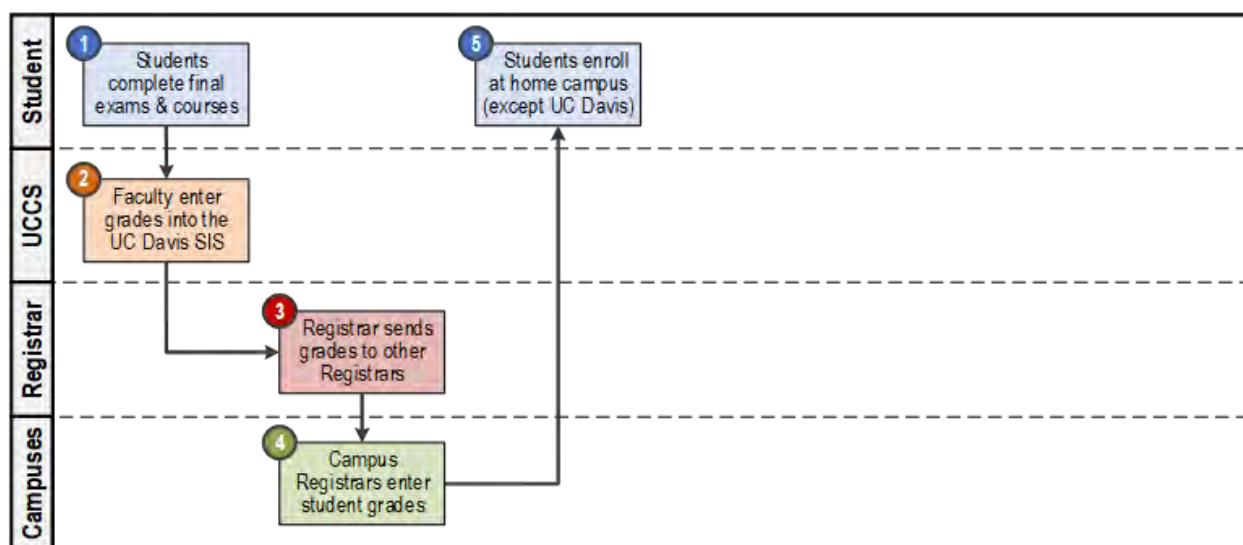 Student
1
Students
complete final
exams & courses
5
Students enroll
at home campus
(except UC Davis)
UCCS
2
Faculty enter
grades into the
UC Davis SIS
Registrar
3
Registrar sends
grades to other
Registrars
Campuses
4
Campus
Registrars enter
student grades